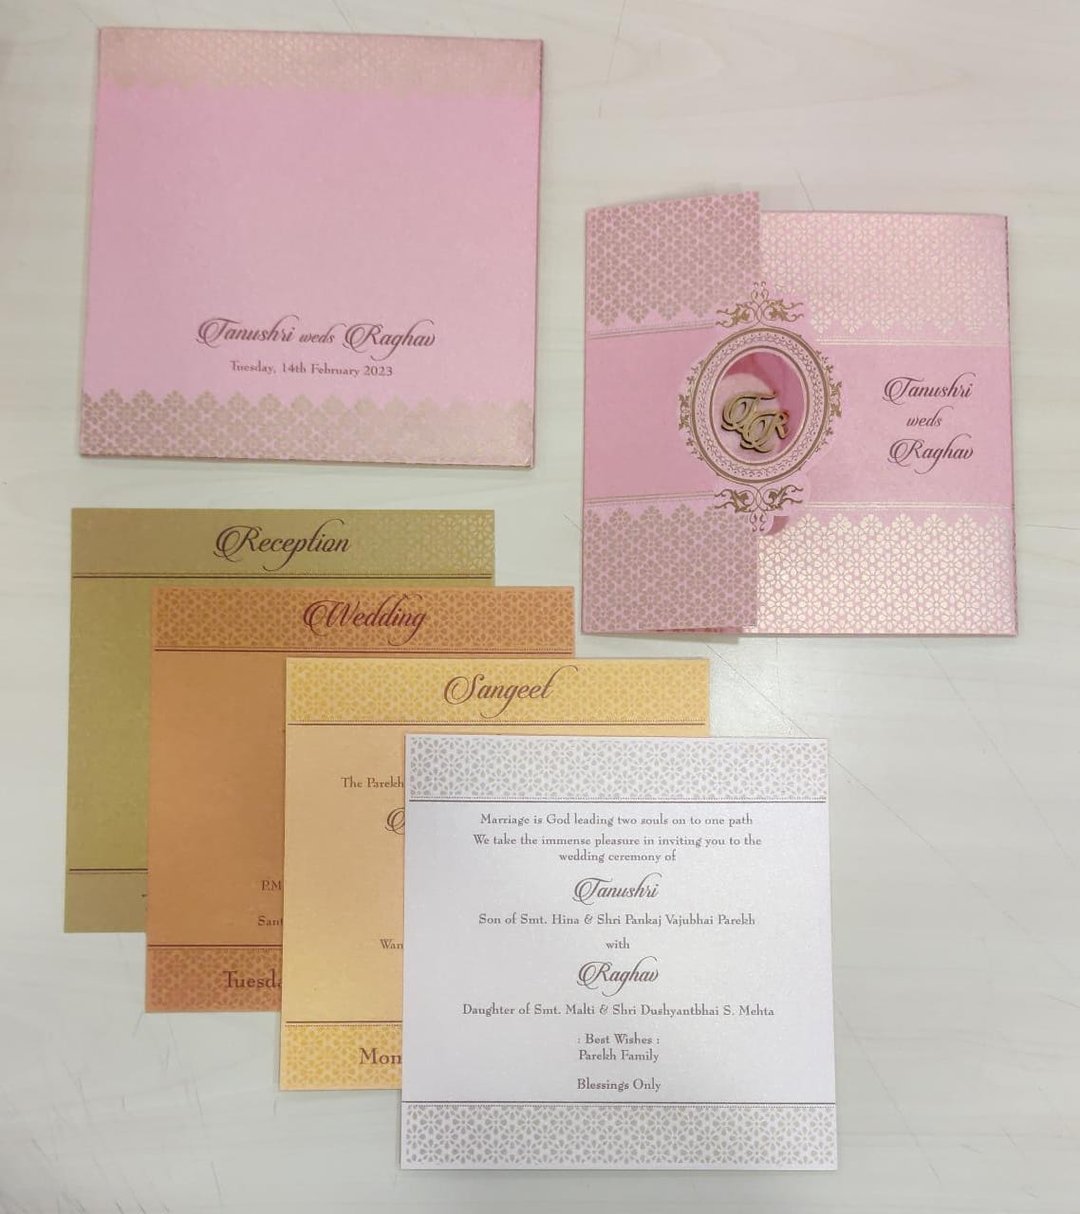 Tanushri weds Raghav
Tuesday, 14th February 2023
Tanushri
weds
Raghav
TR
Reception
Wedding
P.M
Tuesda
Sangeet
The Parekh
Mon
Marriage is God leading two souls on to one path
We take the immense pleasure in inviting you to the
wedding ceremony of
Tanushri
Son of Smt. Hina & Shri Pankaj Vajubhai Parekh
with
Raghav
Daughter of Smt. Malti & Shri Dushyantbhai S. Mehta
: Best Wishes :
Parekh Family
Blessings Only